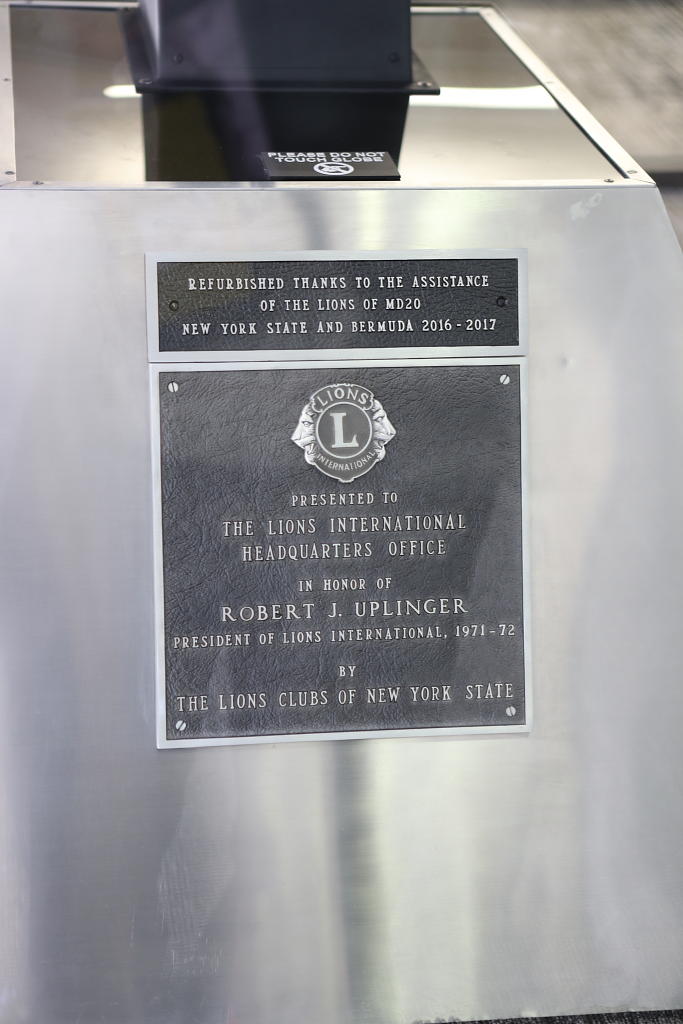 PLEASE DO NOT
TOUCH GLOBE
REFURBISHED THANKS TO THE ASSISTANCE
OF THE LIONS OF MD20
NEW YORK STATE AND BERMUDA 2016-2017
LIONS
L
INTERNATIONAL
PRESENTED TO
THE LIONS INTERNATIONAL
HEADQUARTERS OFFICE
IN HONOR OF
ROBERT J. UPLINGER
PRESIDENT OF LIONS INTERNATIONAL, 1971-72
BY
THE LIONS CLUBS OF NEW YORK STATE